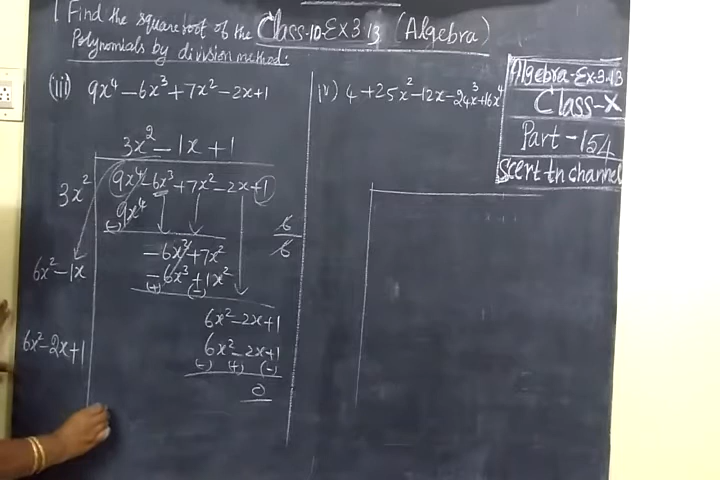 1 Find the square root of the Class-10-Ex 3.13 (Algebra)
Polynomials by division method.
(iii) 9x⁴ - 6x³ + 7x² - 2x + 1
3x² - 1x + 1
3x² 9x⁴ - 6x³ + 7x² - 2x + 1
9x⁴
(-)
6
6
- 6x³ + 7x²
6x² - 1x - 6x³ + 1x²
(+) (-)
6x² - 2x + 1
6x² - 2x + 1 6x² - 2x + 1
(-) (+) (-)
0
(iv) 4 + 25x² - 12x - 24x³ + 16x⁴
Algebra-Ex-3.13
Class-X
Part-154
Scert tn channel